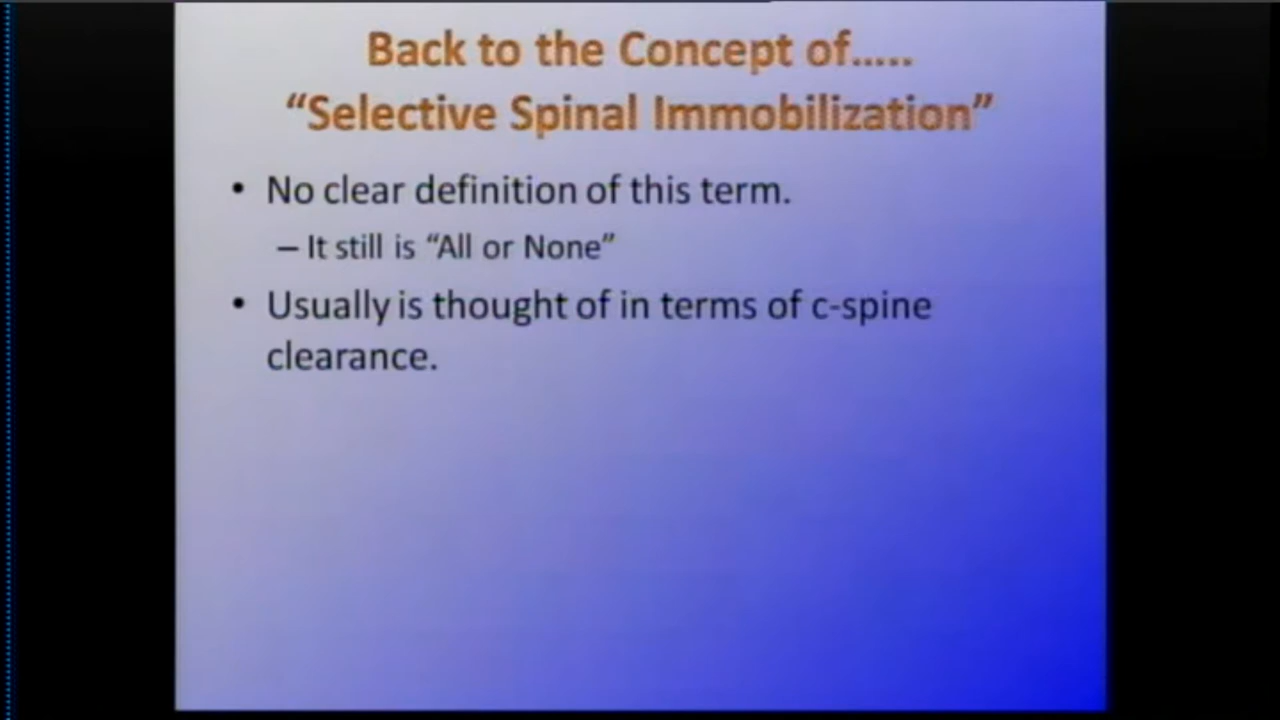 Back to the Concept of.....
“Selective Spinal Immobilization”
• No clear definition of this term.
– It still is “All or None”
• Usually is thought of in terms of c-spine
clearance.